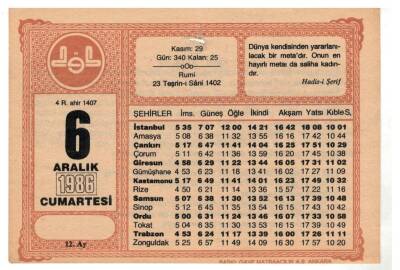 Kasım: 29
Gün: 340 Kalan: 25
—oOo—
Rumi
23 Teşrin-i Sâni 1402
Dünya kendisinden yararlanı-
lacak bir meta'dır. Onun en
hayırlı metaı da saliha kadın-
dır.
Hadis-i Şerif
4 R. ahir 1407
6
ARALIK
1986
CUMARTESİ
12. Ay
ŞEHİRLER İms. Güneş Öğle İkindi Akşam Yatsı Kıble S,
İstanbul 5 35 7 07 12 00 14 21 16 42 18 08 10 01
Amasya 5 08 6 38 11 32 13 55 16 16 17 42 10 44
Çankırı 5 17 6 47 11 41 14 04 16 25 17 51 10 29
Çorum 5 11 6 42 11 36 13 59 16 20 17 45 10 38
Giresun 4 58 6 29 11 22 13 44 16 05 17 31 11 02
Gümüşhane 4 53 6 23 11 17 13 40 16 01 17 26 11 10
Kastamonu 5 17 6 49 11 41 14 01 16 23 17 49 10 32
Rize 4 50 6 21 11 14 13 36 15 57 17 22 11 16
Samsun 5 07 6 38 11 31 13 52 16 13 17 39 10 48
Sinop 5 12 6 45 11 35 13 54 16 15 17 43 10 41
Ordu 5 00 6 31 11 24 13 46 16 07 17 33 10 58
Tokat 5 04 6 35 11 30 13 53 16 15 17 39 10 49
Trabzon 4 53 6 24 11 17 13 39 16 00 17 26 11 11
Zonguldak 5 25 6 57 11 49 14 09 16 30 17 57 10 20